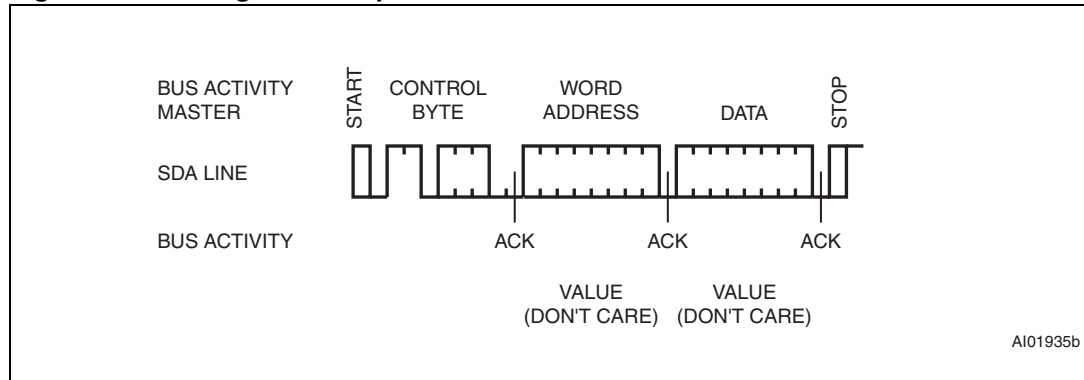 BUS ACTIVITY
MASTER
START
CONTROL
BYTE
WORD
ADDRESS
DATA
STOP
SDA LINE
BUS ACTIVITY
ACK
ACK
ACK
VALUE
(DON'T CARE)
VALUE
(DON'T CARE)
AI01935b